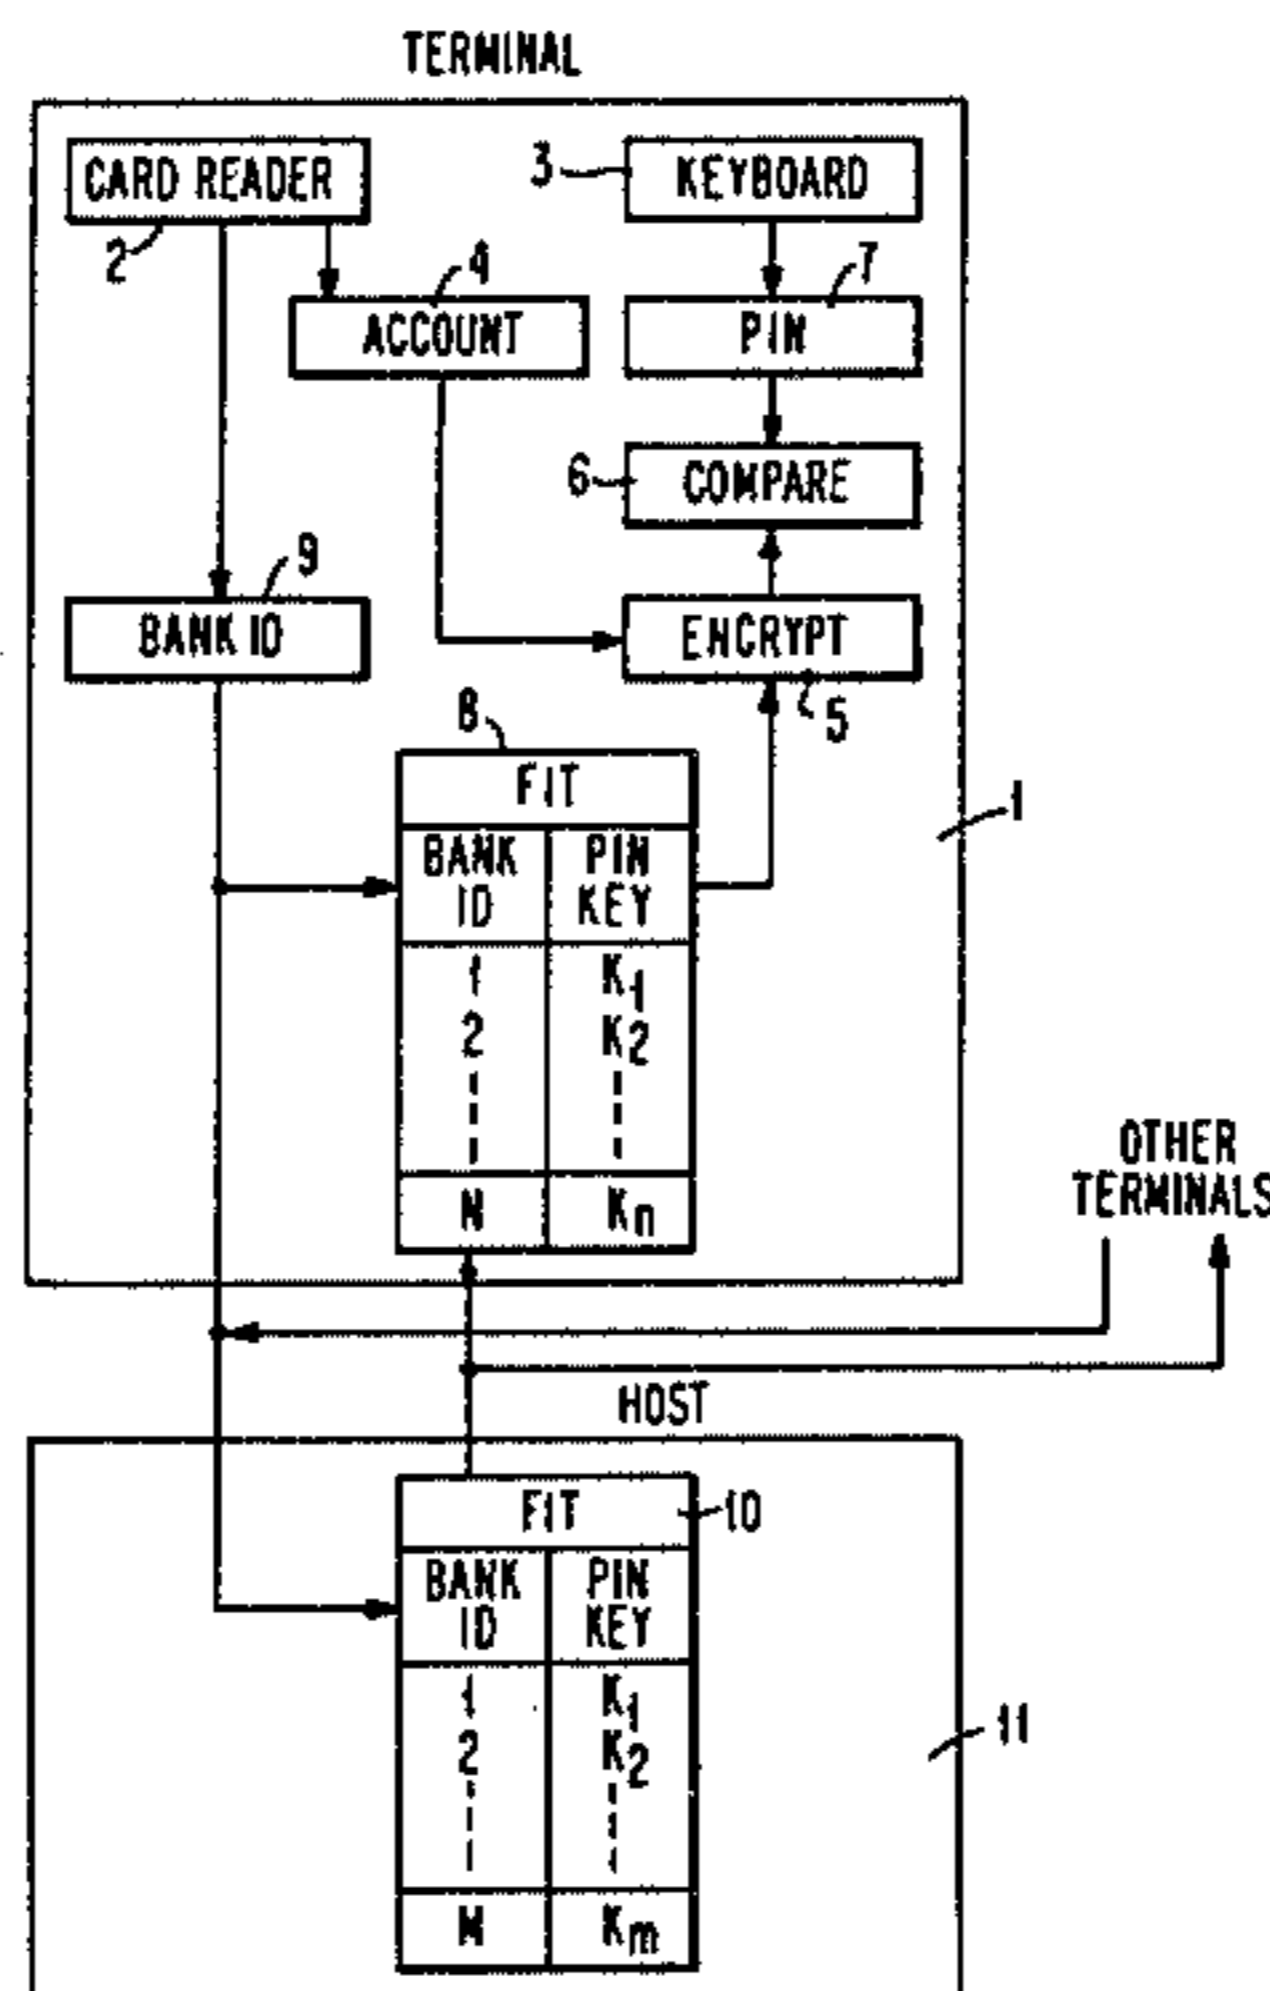 TERMINAL
CARD READER
3
KEYBOARD
2
4
7
ACCOUNT
PIN
6
COMPARE
9
BANK ID
ENCRYPT
5
8
FIT
1
BANK ID
PIN KEY
1
K1
2
K2
N
Kn
OTHER
TERMINALS
HOST
FIT
10
BANK ID
PIN KEY
1
K1
11
2
K2
M
Km